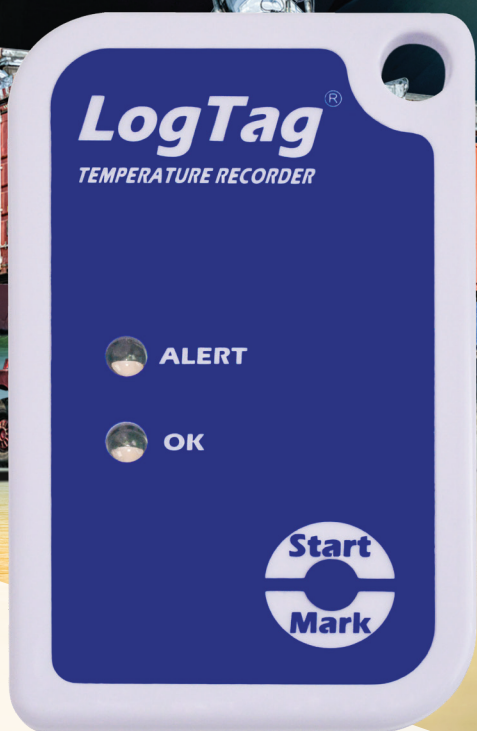 LogTag®
TEMPERATURE RECORDER
ALERT
OK
Start
Mark